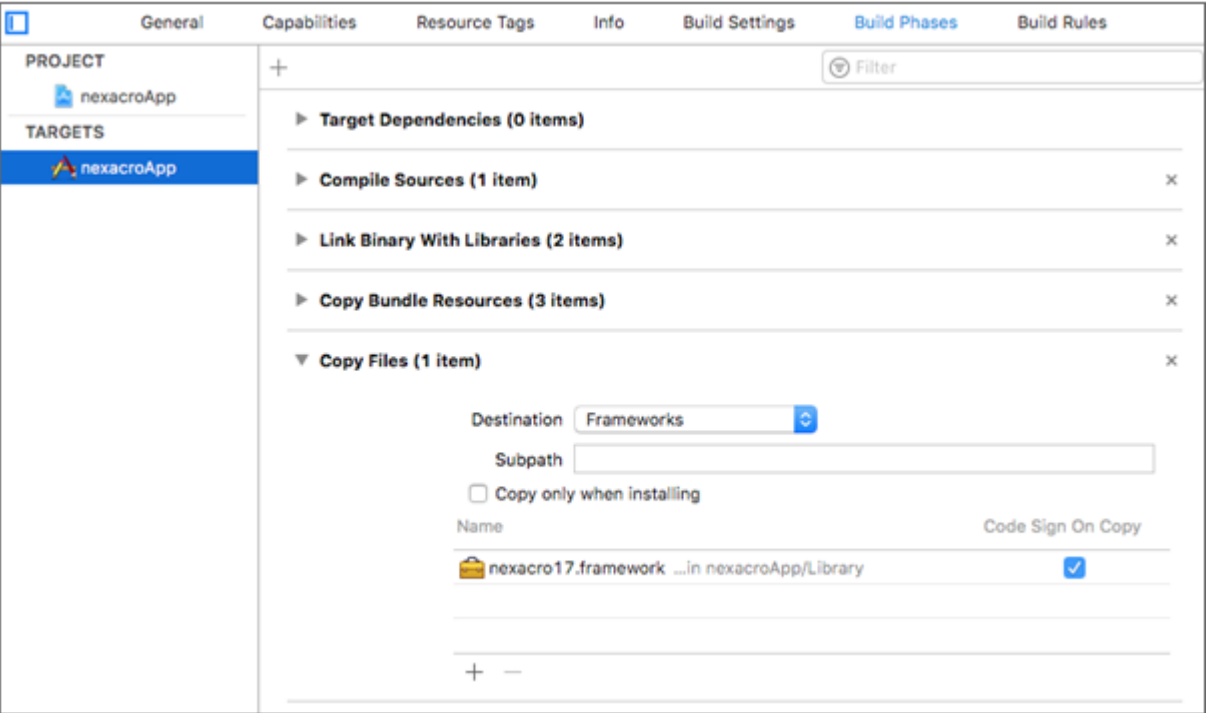 General Capabilities Resource Tags Info Build Settings Build Phases Build Rules
PROJECT
nexacroApp
TARGETS
nexacroApp
Filter
Target Dependencies (0 items)
Compile Sources (1 item)
Link Binary With Libraries (2 items)
Copy Bundle Resources (3 items)
Copy Files (1 item)
Destination Frameworks
Subpath
Copy only when installing
Name Code Sign On Copy
nexacro17.framework ...in nexacroApp/Library